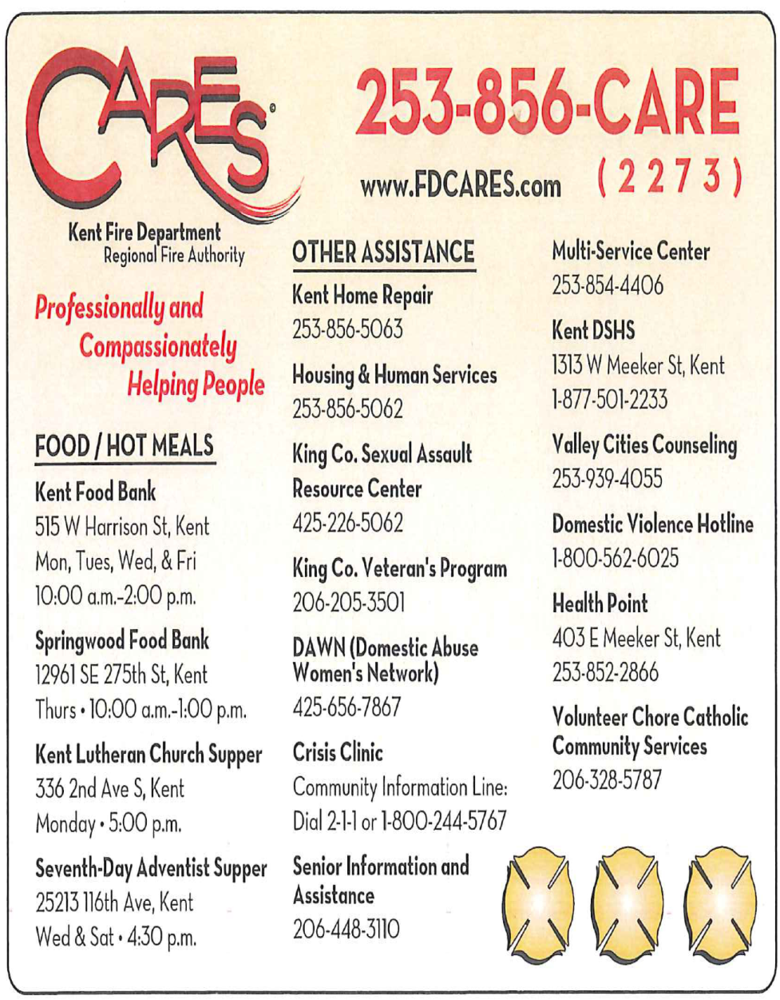 CARES©
Kent Fire Department
Regional Fire Authority
Professionally and
Compassionately
Helping People
253-856-CARE
(2273)
www.FDCARES.com
FOOD / HOT MEALS
Kent Food Bank
515 W Harrison St, Kent
Mon, Tues, Wed, & Fri
10:00 a.m.-2:00 p.m.
Springwood Food Bank
12961 SE 275th St, Kent
Thurs • 10:00 a.m.-1:00 p.m.
Kent Lutheran Church Supper
336 2nd Ave S, Kent
Monday • 5:00 p.m.
Seventh-Day Adventist Supper
25213 116th Ave, Kent
Wed & Sat • 4:30 p.m.
OTHER ASSISTANCE
Kent Home Repair
253-856-5063
Housing & Human Services
253-856-5062
King Co. Sexual Assault
Resource Center
425-226-5062
King Co. Veteran's Program
206-205-3501
DAWN (Domestic Abuse
Women's Network)
425-656-7867
Crisis Clinic
Community Information Line:
Dial 2-1-1 or 1-800-244-5767
Senior Information and
Assistance
206-448-3110
Multi-Service Center
253-854-4406
Kent DSHS
1313 W Meeker St, Kent
1-877-501-2233
Valley Cities Counseling
253-939-4055
Domestic Violence Hotline
1-800-562-6025
Health Point
403 E Meeker St, Kent
253-852-2866
Volunteer Chore Catholic
Community Services
206-328-5787